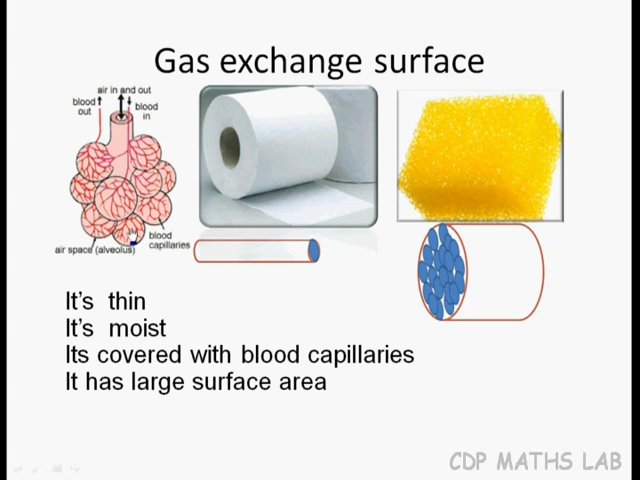 Gas exchange surface
air in and out
blood out
blood in
blood capillaries
air space (alveolus)
It's thin
It's moist
Its covered with blood capillaries
It has large surface area
CDP MATHS LAB